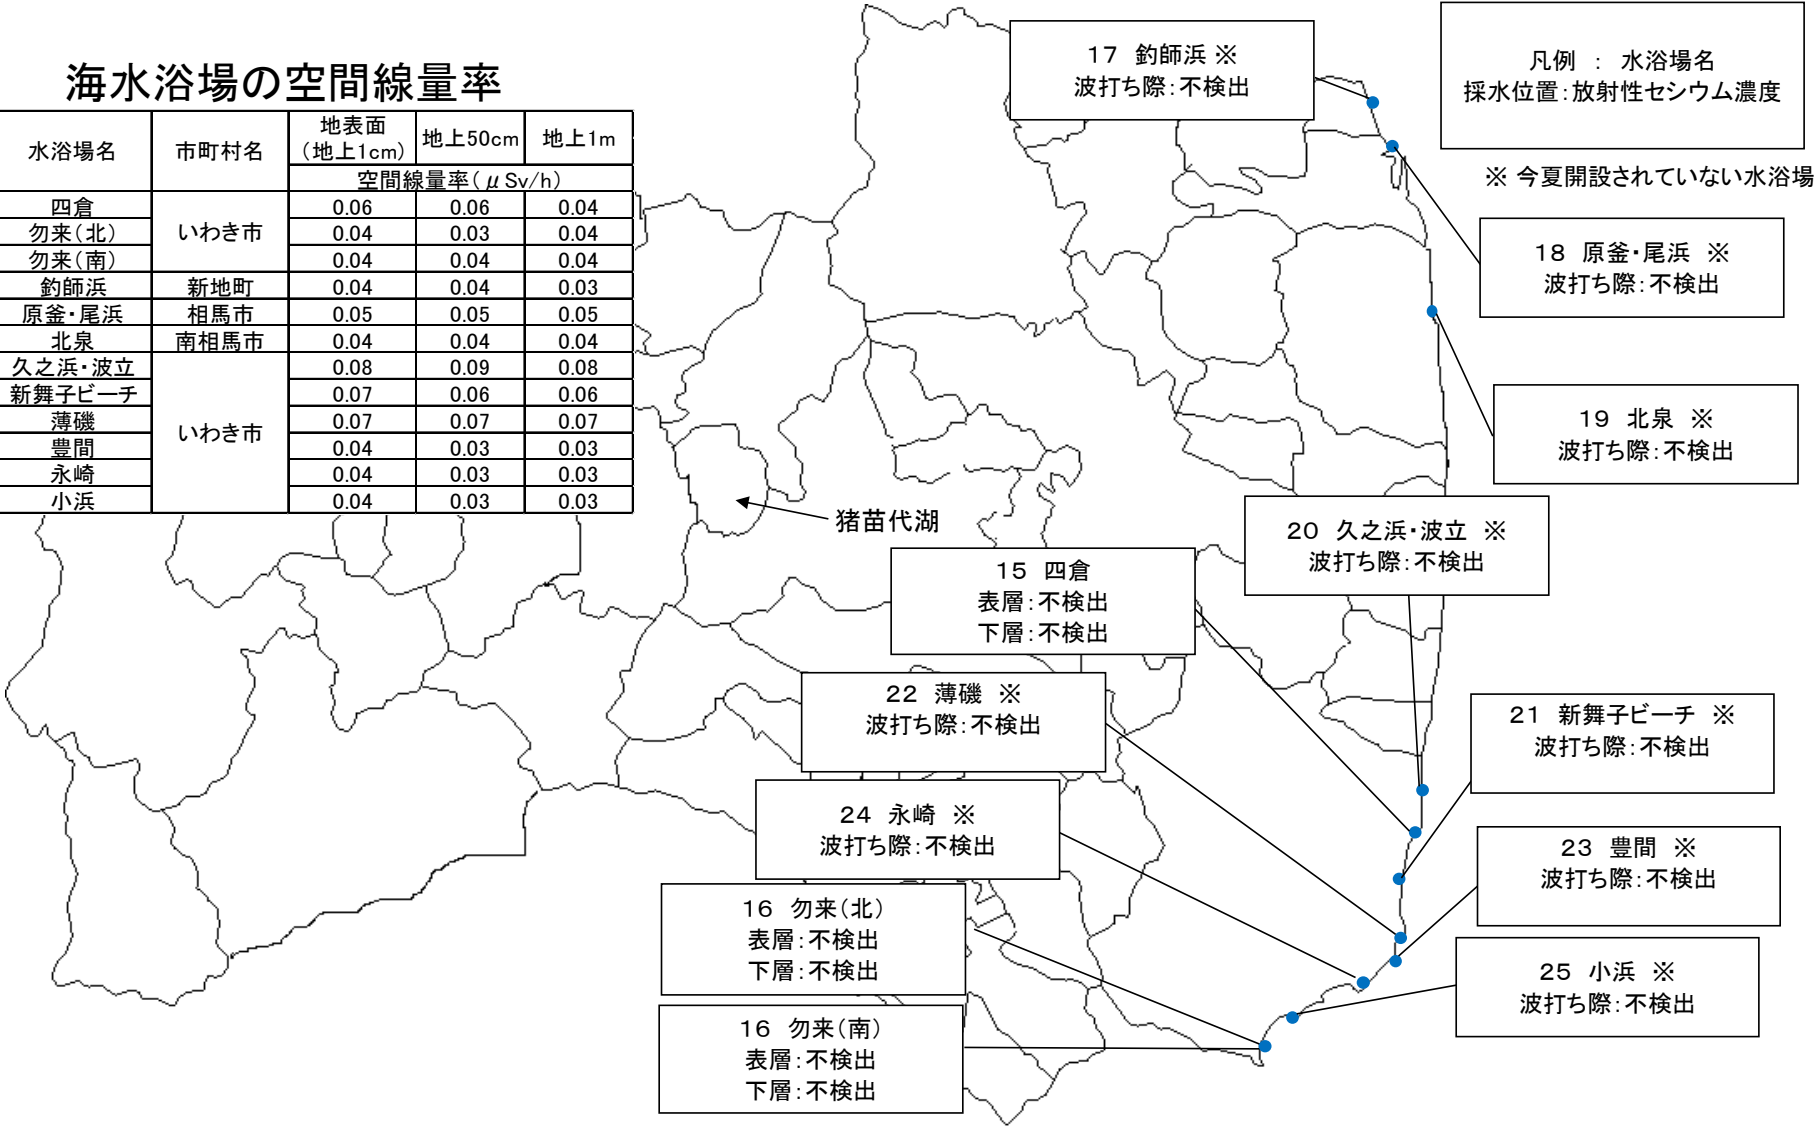 海水浴場の空間線量率
水浴場名 市町村名 地表面(地上1cm) 地上50cm 地上1m
空間線量率(μSv/h)
四倉 いわき市 0.06 0.06 0.04
勿来(北) 0.04 0.03 0.04
勿来(南) 0.04 0.04 0.04
釣師浜 新地町 0.04 0.04 0.03
原釜・尾浜 相馬市 0.05 0.05 0.05
北泉 南相馬市 0.04 0.04 0.04
久之浜・波立 いわき市 0.08 0.09 0.08
新舞子ビーチ 0.07 0.06 0.06
薄磯 0.07 0.07 0.07
豊間 0.04 0.03 0.03
永崎 0.04 0.03 0.03
小浜 0.04 0.03 0.03
17 釣師浜 ※
波打ち際:不検出
凡例 : 水浴場名
採水位置:放射性セシウム濃度
※ 今夏開設されていない水浴場
18 原釜・尾浜 ※
波打ち際:不検出
19 北泉 ※
波打ち際:不検出
猪苗代湖
20 久之浜・波立 ※
波打ち際:不検出
15 四倉
表層:不検出
下層:不検出
22 薄磯 ※
波打ち際:不検出
21 新舞子ビーチ ※
波打ち際:不検出
24 永崎 ※
波打ち際:不検出
23 豊間 ※
波打ち際:不検出
16 勿来(北)
表層:不検出
下層:不検出
25 小浜 ※
波打ち際:不検出
16 勿来(南)
表層:不検出
下層:不検出